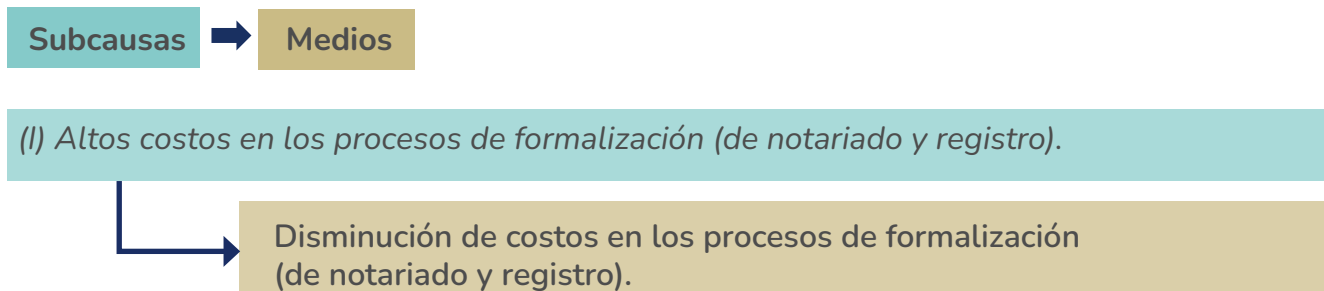 Subcausas Medios
(I) Altos costos en los procesos de formalización (de notariado y registro).
Disminución de costos en los procesos de formalización
(de notariado y registro).